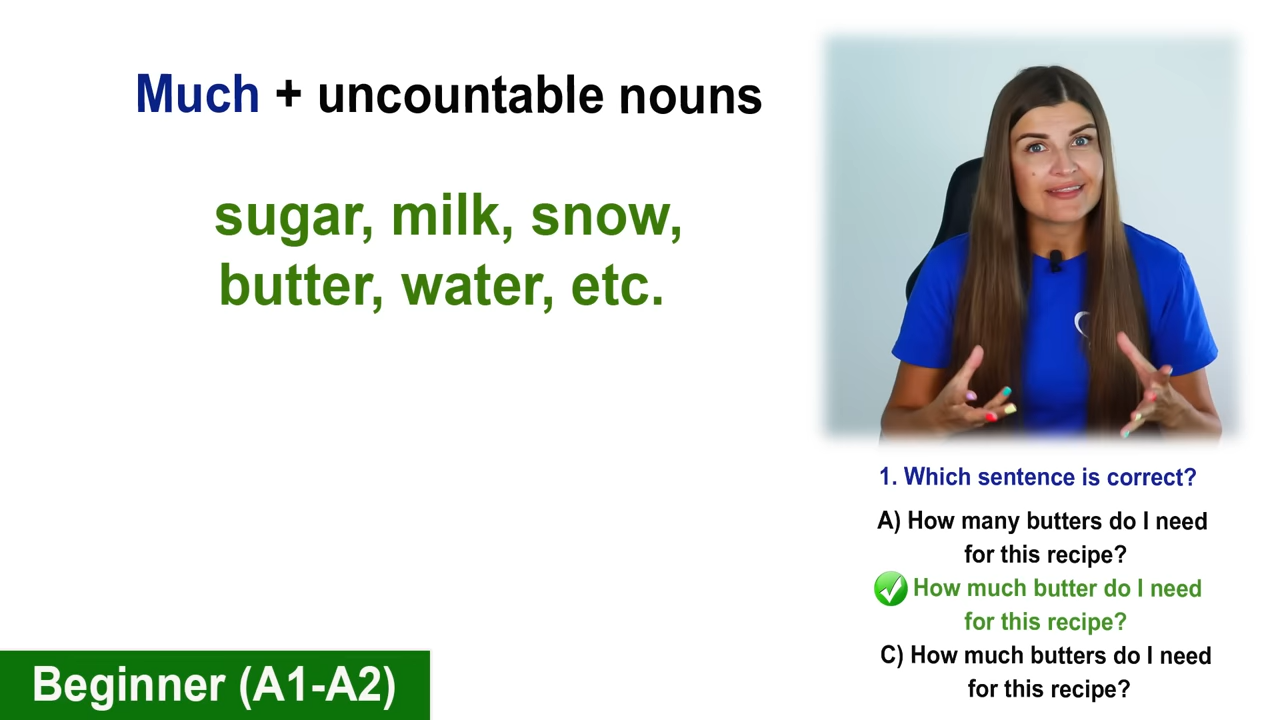 Much + uncountable nouns
sugar, milk, snow,
butter, water, etc.
1. Which sentence is correct?
A) How many butters do I need
for this recipe?
How much butter do I need
for this recipe?
C) How much butters do I need
for this recipe?
Beginner (A1-A2)